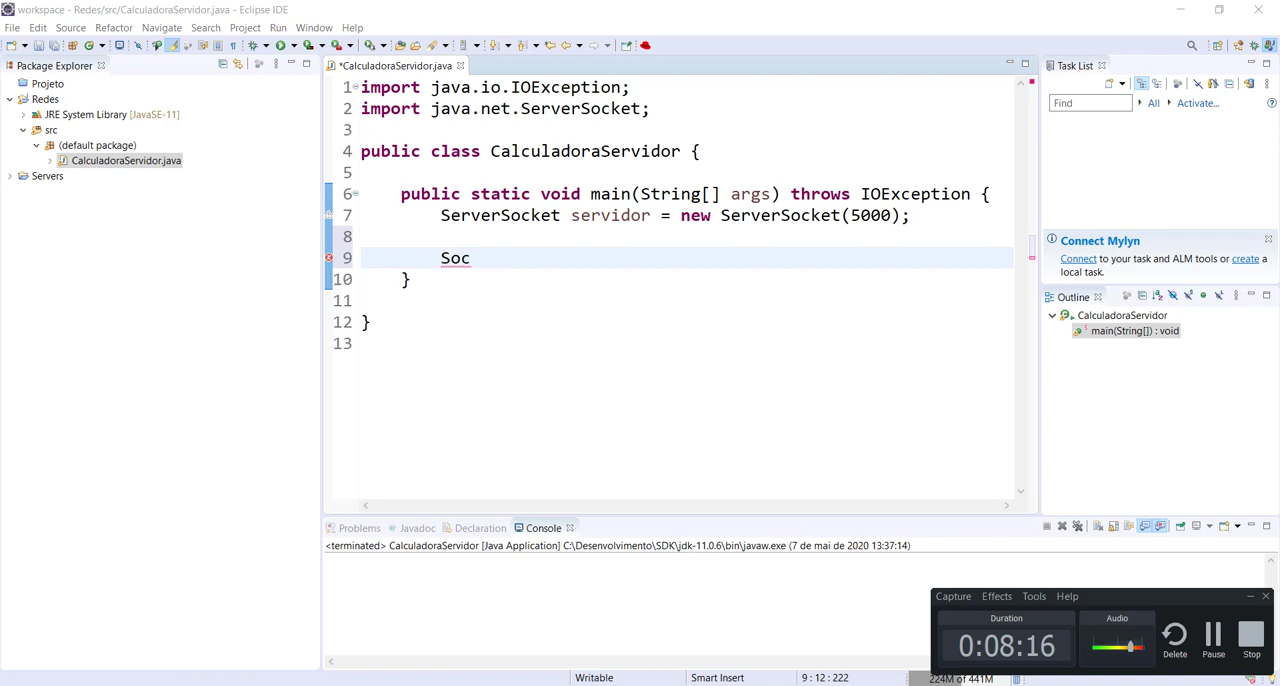 workspace - Redes/src/CalculadoraServidor.java - Eclipse IDE
File Edit Source Refactor Navigate Search Project Run Window Help
Package Explorer
Projeto
Redes
JRE System Library [JavaSE-11]
src
(default package)
CalculadoraServidor.java
Servers
*CalculadoraServidor.java
1 import java.io.IOException;
2 import java.net.ServerSocket;
3
4 public class CalculadoraServidor {
5
6 public static void main(String[] args) throws IOException {
7 ServerSocket servidor = new ServerSocket(5000);
8
9 Soc
10 }
11
12 }
13
Task List
Find All Activate...
Connect Mylyn
Connect to your task and ALM tools or create a
local task.
Outline
CalculadoraServidor
main(String[]) : void
Problems Javadoc Declaration Console
<terminated> CalculadoraServidor [Java Application] C:\Desenvolvimento\SDK\jdk-11.0.6\bin\javaw.exe (7 de mai de 2020 13:37:14)
Capture Effects Tools Help
Duration Audio
0:08:16
Delete Pause Stop
Writable Smart Insert 9 : 12 : 222 224M of 441M